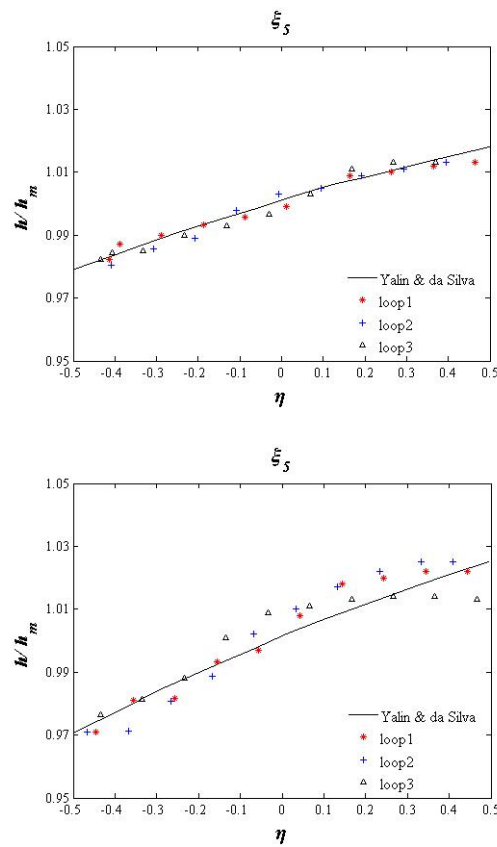 ξ5
1.05
1.03
1.01
0.99
0.97
0.95
h/hm
-0.5 -0.4 -0.3 -0.2 -0.1 0 0.1 0.2 0.3 0.4 0.5
η
Yalin & da Silva
loop1
loop2
loop3
ξ5
1.05
1.03
1.01
0.99
0.97
0.95
h/hm
-0.5 -0.4 -0.3 -0.2 -0.1 0 0.1 0.2 0.3 0.4 0.5
η
Yalin & da Silva
loop1
loop2
loop3